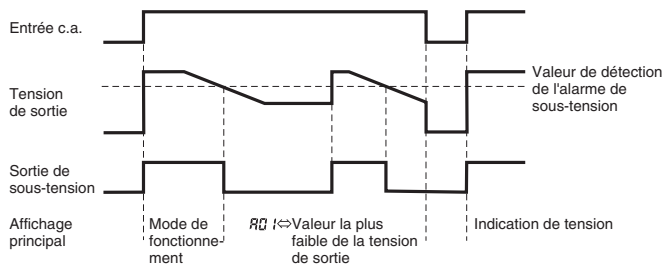 Entrée c.a.
Tension
de sortie
Valeur de détection
de l'alarme de
sous-tension
Sortie de
sous-tension
Affichage
principal
Mode de
fonctionne-
ment
A01⇔Valeur la plus
faible de la tension
de sortie
Indication de tension